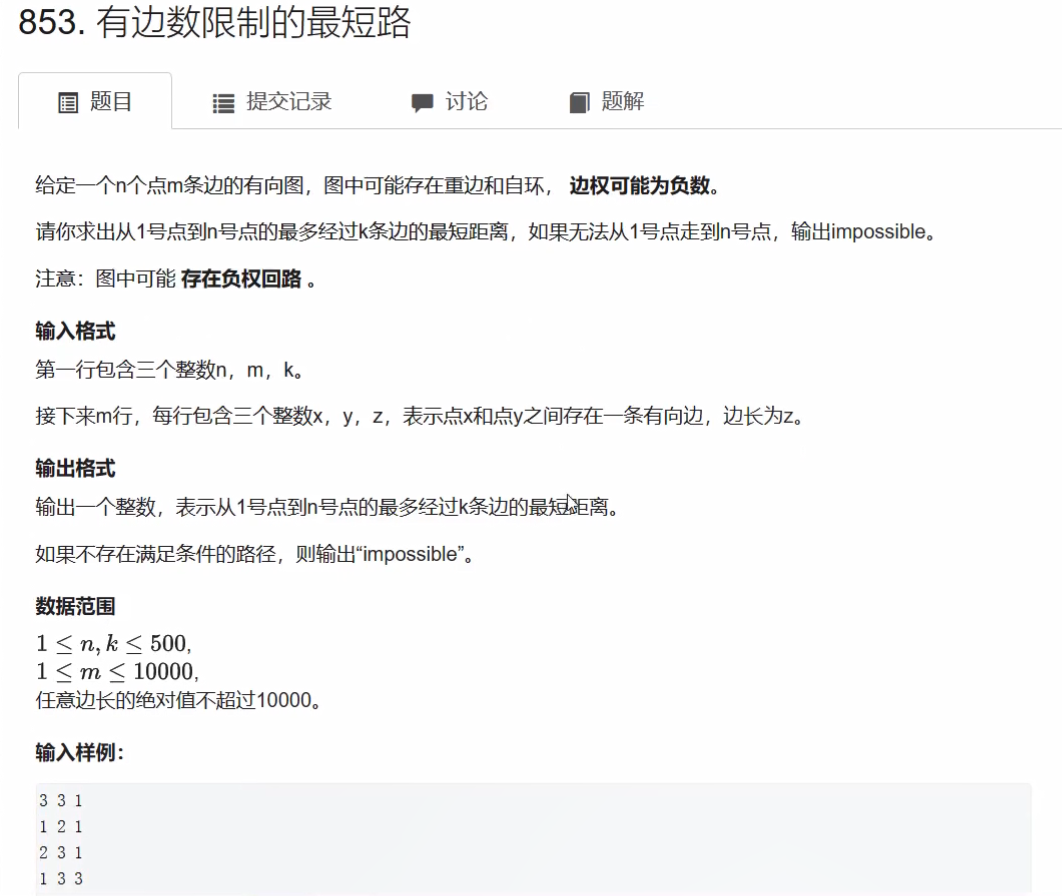 853. 有边数限制的最短路
题目 提交记录 讨论 题解
给定一个n个点m条边的有向图，图中可能存在重边和自环， 边权可能为负数。
请你求出从1号点到n号点的最多经过k条边的最短距离，如果无法从1号点走到n号点，输出impossible。
注意：图中可能 存在负权回路 。
输入格式
第一行包含三个整数n，m，k。
接下来m行，每行包含三个整数x，y，z，表示点x和点y之间存在一条有向边，边长为z。
输出格式
输出一个整数，表示从1号点到n号点的最多经过k条边的最短距离。
如果不存在满足条件的路径，则输出“impossible”。
数据范围
1 ≤ n, k ≤ 500,
1 ≤ m ≤ 10000,
任意边长的绝对值不超过10000。
输入样例：
3 3 1
1 2 1
2 3 1
1 3 3